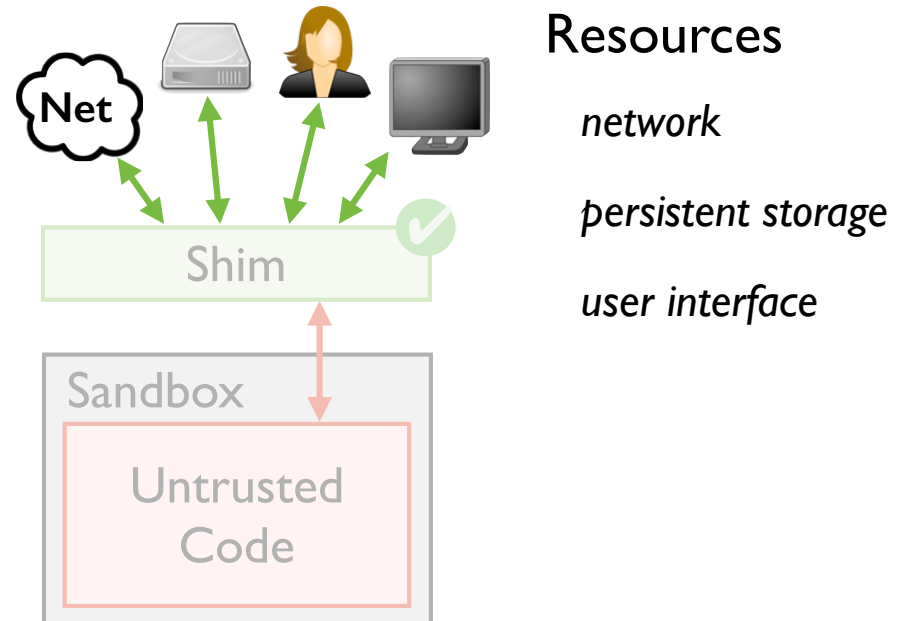 Net
Shim
Sandbox
Untrusted
Code
Resources
network
persistent storage
user interface